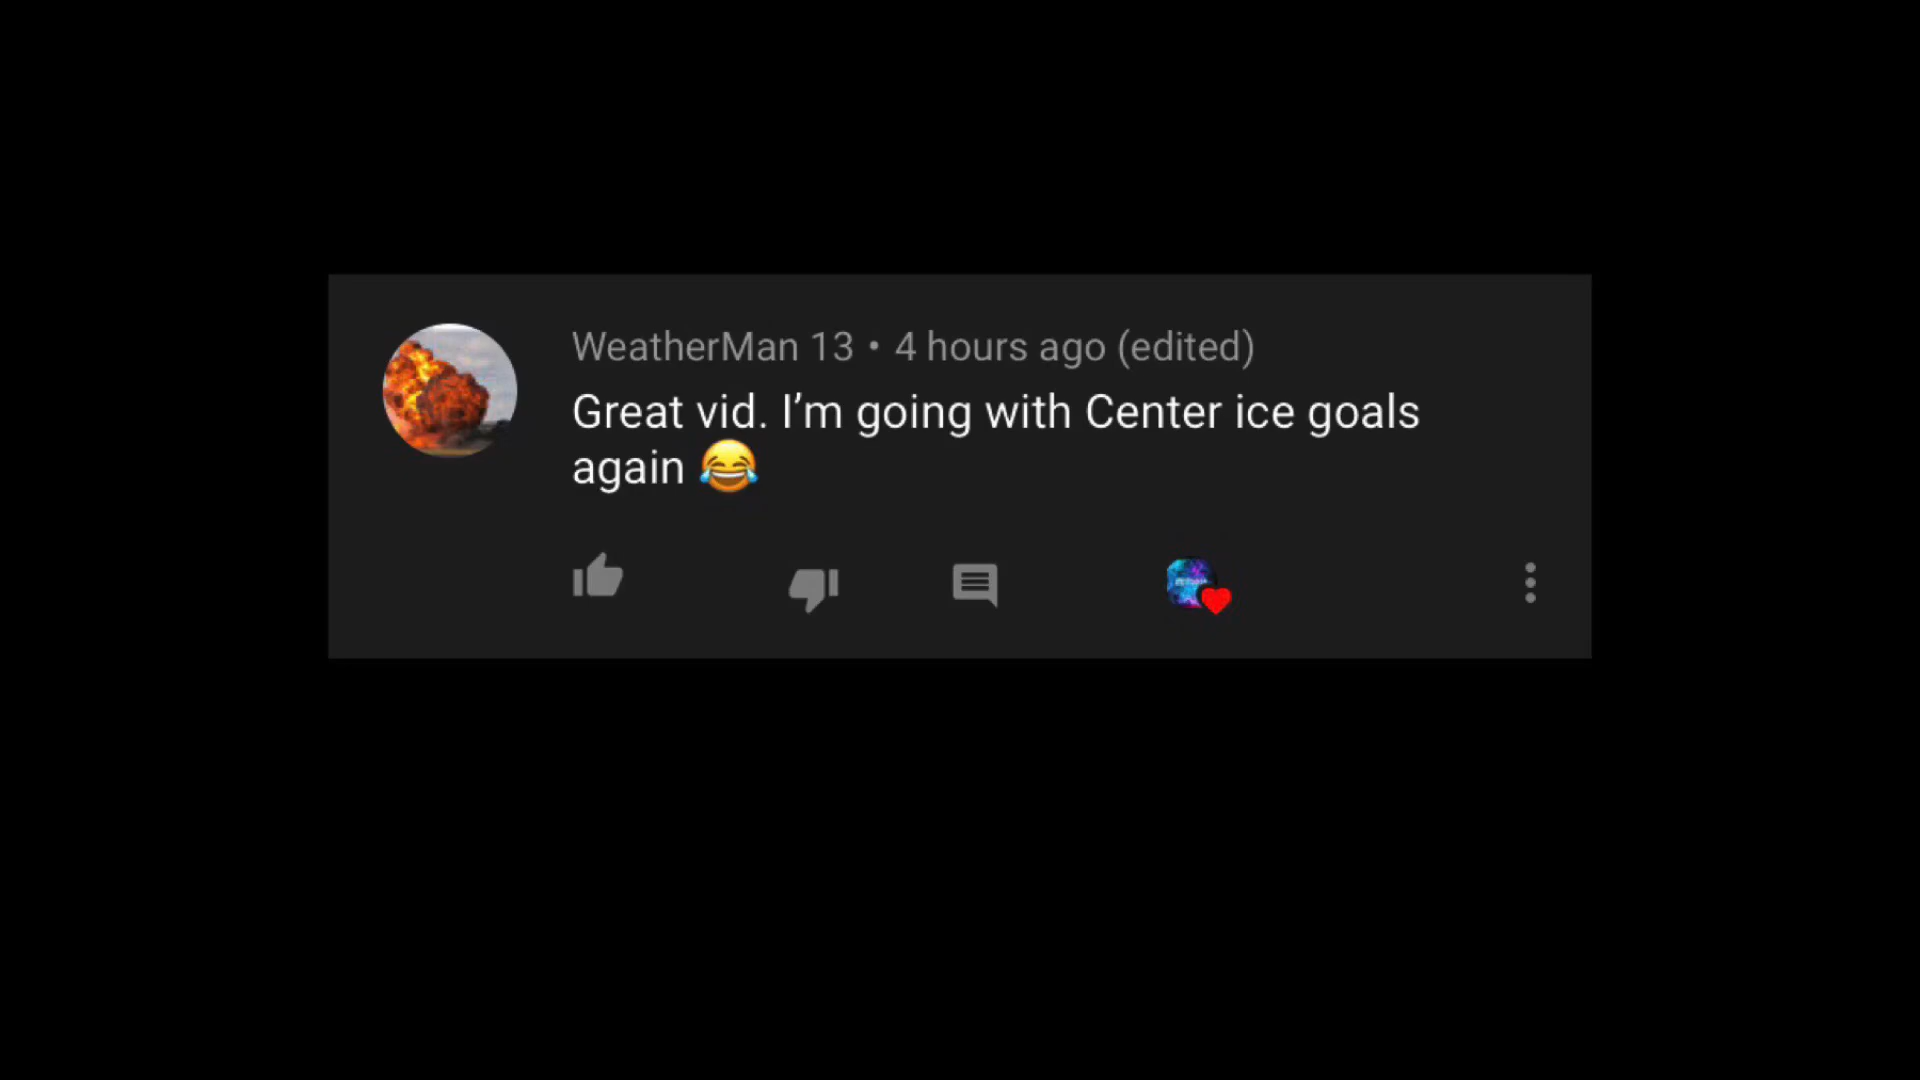 WeatherMan 13 • 4 hours ago (edited)
Great vid. I’m going with Center ice goals
again 😂